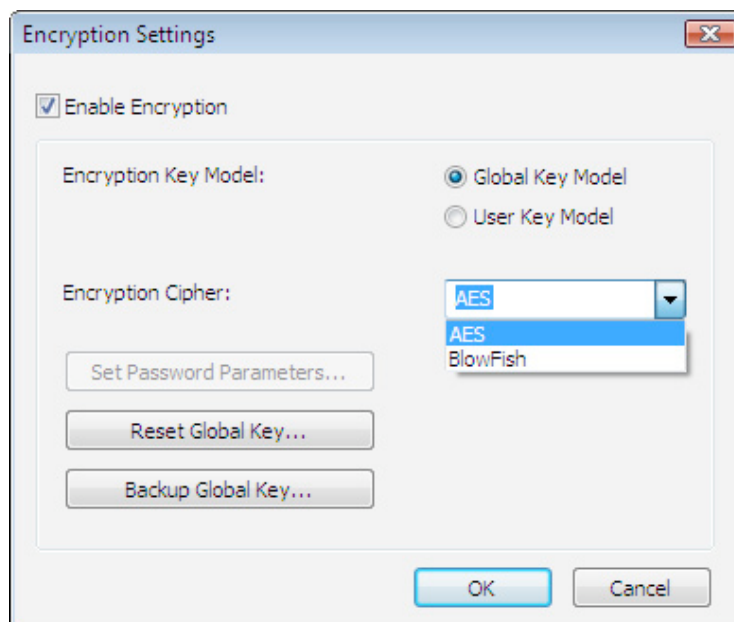 Encryption Settings
Enable Encryption
Encryption Key Model:
Global Key Model
User Key Model
Encryption Cipher:
AES
AES
BlowFish
Set Password Parameters...
Reset Global Key...
Backup Global Key...
OK
Cancel